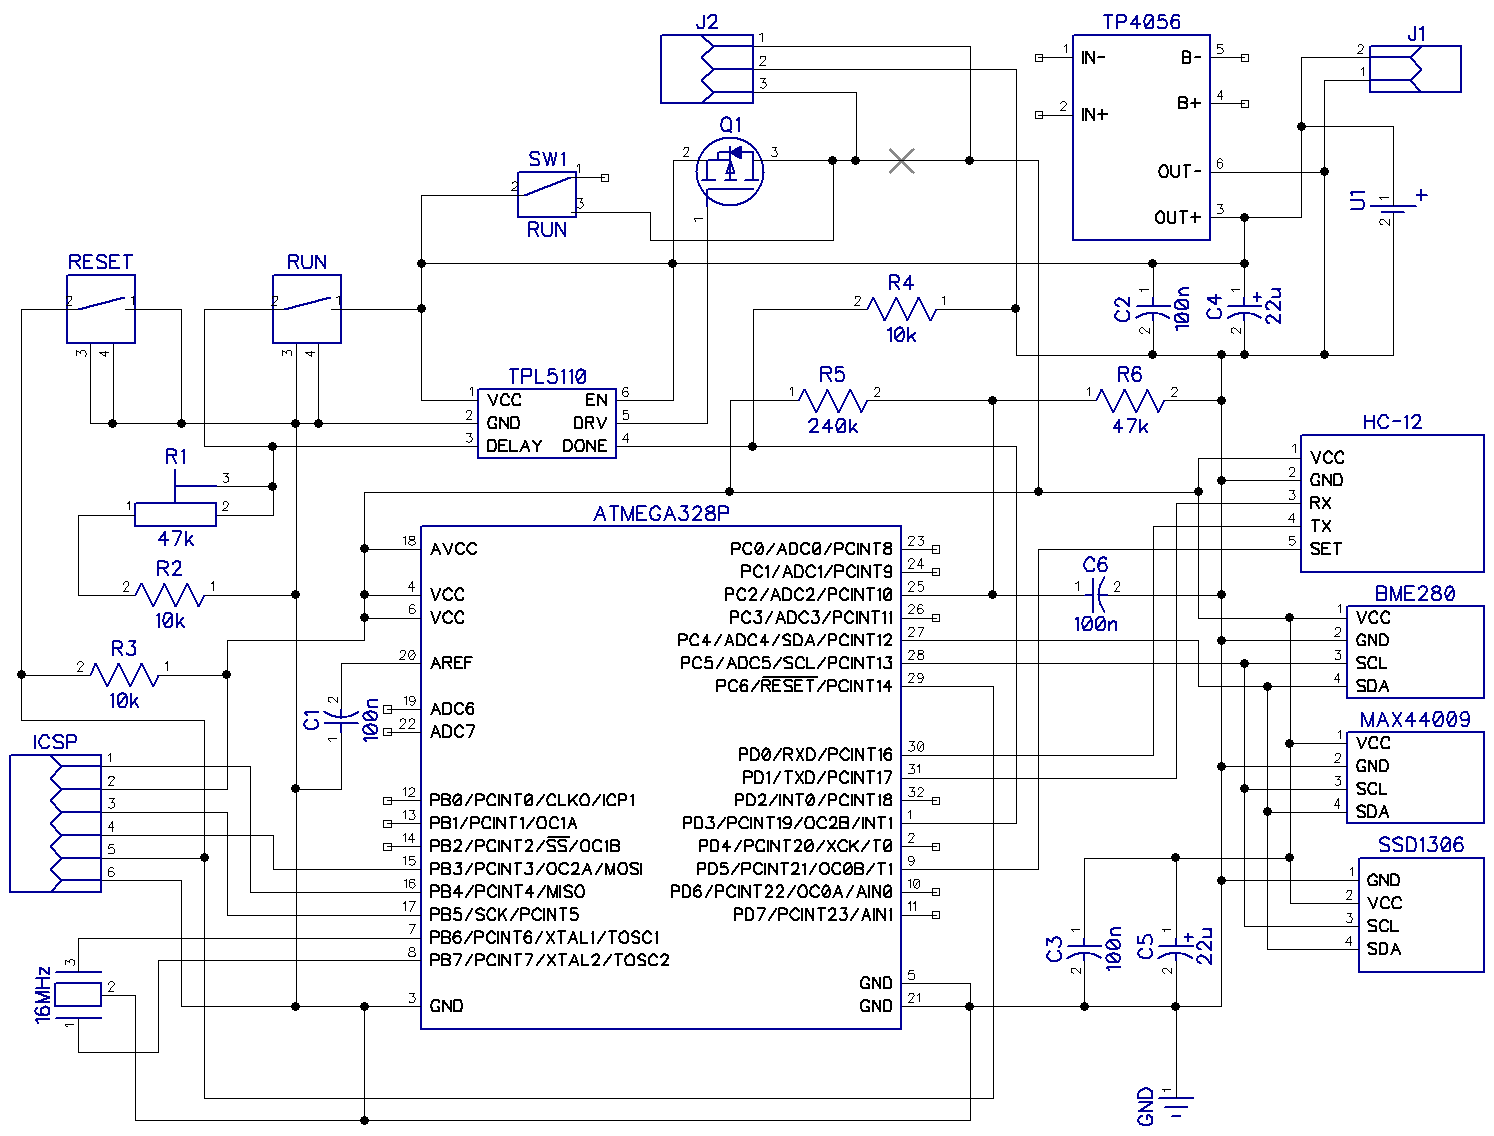 J2
1
2
3
TP4056
1 IN-
2 IN+
B- 5
B+ 4
OUT- 6
OUT+ 3
J1
2
1
Q1
2
3
1
SW1
1
2
3
RUN
U1
1
2
+
RESET
2
1
3
4
RUN
2
1
3
4
R4
2
1
10k
C2
1
2
100n
C4
1
2
+
22u
TPL5110
1 VCC
2 GND
3 DELAY
EN 6
DRV 5
DONE 4
R5
1
2
240k
R6
1
2
47k
R1
3
1
2
47k
R2
2
1
10k
R3
2
1
10k
HC-12
1 VCC
2 GND
3 RX
4 TX
5 SET
ATMEGA328P
18 AVCC
4 VCC
6 VCC
20 AREF
19 ADC6
22 ADC7
12 PB0/PCINT0/CLKO/ICP1
13 PB1/PCINT1/OC1A
14 PB2/PCINT2/SS/OC1B
15 PB3/PCINT3/OC2A/MOSI
16 PB4/PCINT4/MISO
17 PB5/SCK/PCINT5
7 PB6/PCINT6/XTAL1/TOSC1
8 PB7/PCINT7/XTAL2/TOSC2
3 GND
PC0/ADC0/PCINT8 23
PC1/ADC1/PCINT9 24
PC2/ADC2/PCINT10 25
PC3/ADC3/PCINT11 26
PC4/ADC4/SDA/PCINT12 27
PC5/ADC5/SCL/PCINT13 28
PC6/RESET/PCINT14 29
PD0/RXD/PCINT16 30
PD1/TXD/PCINT17 31
PD2/INT0/PCINT18 32
PD3/PCINT19/OC2B/INT1 1
PD4/PCINT20/XCK/T0 2
PD5/PCINT21/OC0B/T1 9
PD6/PCINT22/OC0A/AIN0 10
PD7/PCINT23/AIN1 11
GND 5
GND 21
C1
2
1
100n
C6
1
2
100n
BME280
1 VCC
2 GND
3 SCL
4 SDA
MAX44009
1 VCC
2 GND
3 SCL
4 SDA
SSD1306
1 GND
2 VCC
3 SCL
4 SDA
ICSP
1
2
3
4
5
6
16MHz
3
2
1
C3
1
2
100n
C5
1
2
+
22u
GND
1